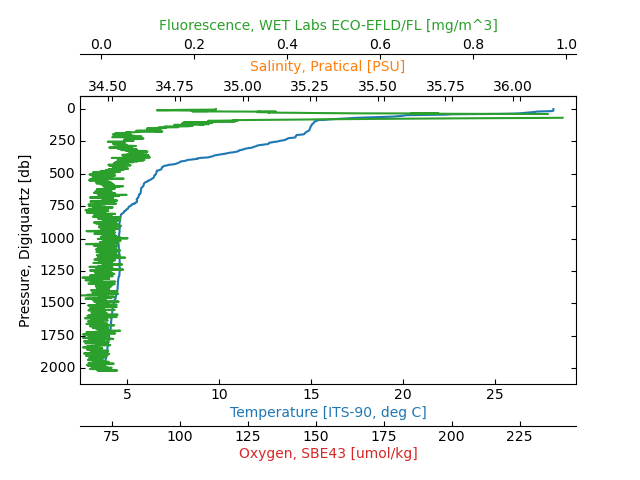 Fluorescence, WET Labs ECO-EFLD/FL [mg/m^3]
0.0 0.2 0.4 0.6 0.8 1.0
Salinity, Pratical [PSU]
34.50 34.75 35.00 35.25 35.50 35.75 36.00
Pressure, Digiquartz [db]
0
250
500
750
1000
1250
1500
1750
2000
5 10 15 20 25
Temperature [ITS-90, deg C]
75 100 125 150 175 200 225
Oxygen, SBE43 [umol/kg]